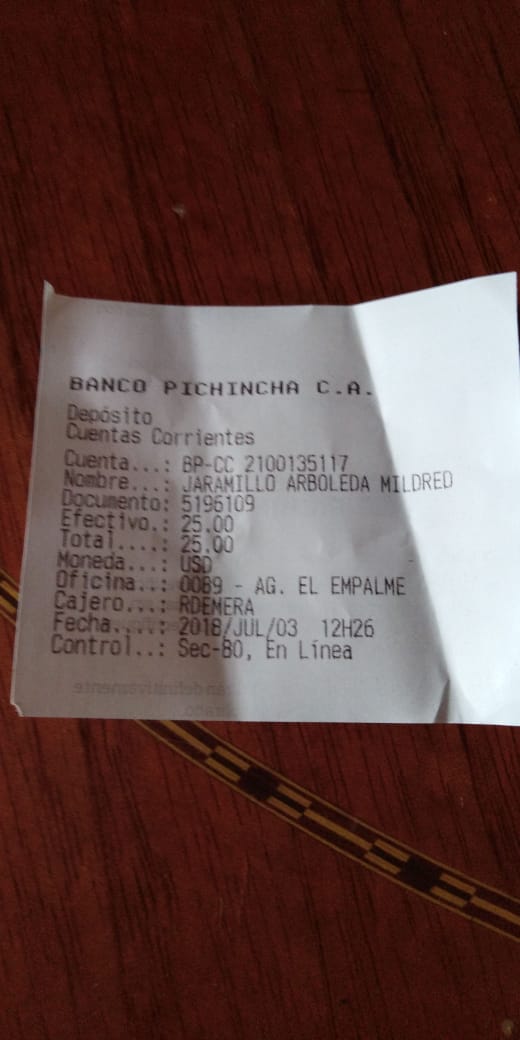 BANCO PICHINCHA C.A.
Depósito
Cuentas Corrientes
Cuenta...: BP-CC 2100135117
Nombre...: JARAMILLO ARBOLEDA MILDRED
Documento: 5196109
Efectivo.: 25.00
Total....: 25.00
Moneda...: USD
Oficina..: 0089 - AG. EL EMPALME
Cajero...: RDEMERA
Fecha....: 2018/JUL/03 12H26
Control..: Sec-80, En Línea